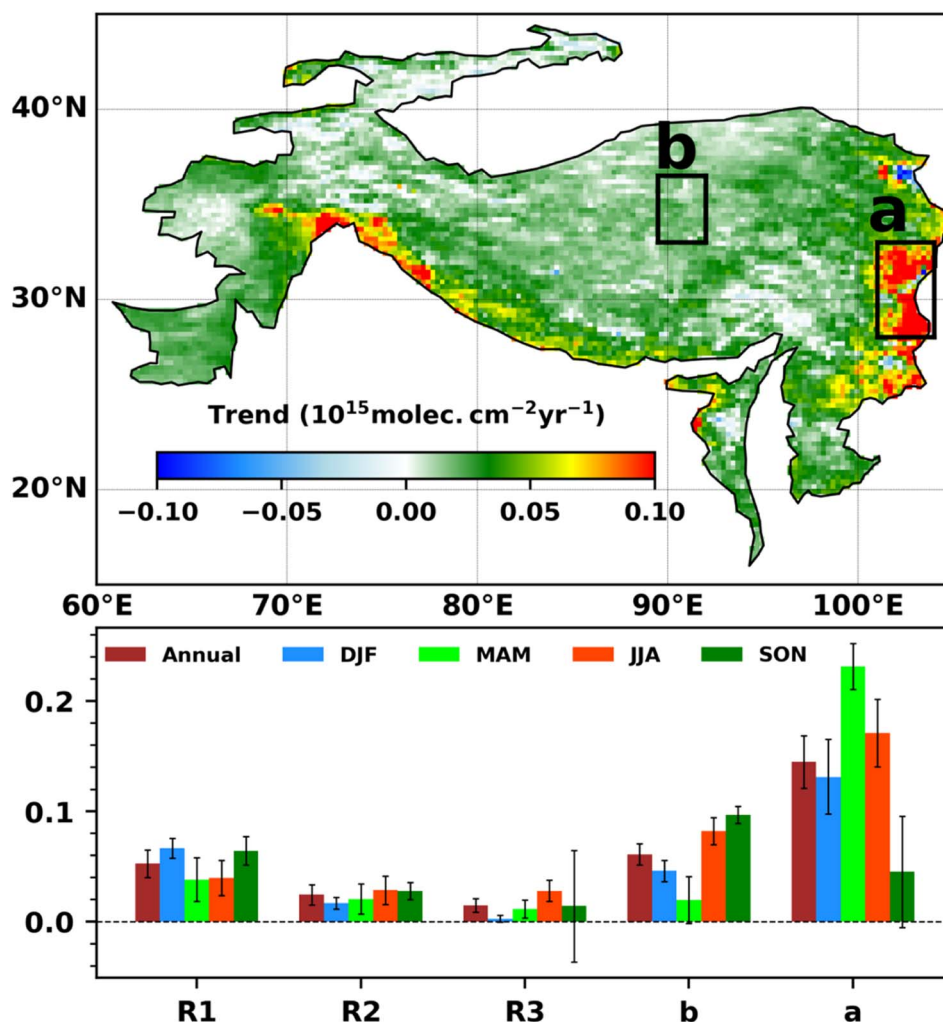 40°N
b
a
30°N
Trend (10¹⁵molec. cm⁻²yr⁻¹)
20°N
−0.10 −0.05 0.00 0.05 0.10
60°E 70°E 80°E 90°E 100°E
Annual DJF MAM JJA SON
0.2
0.1
0.0
R1 R2 R3 b a